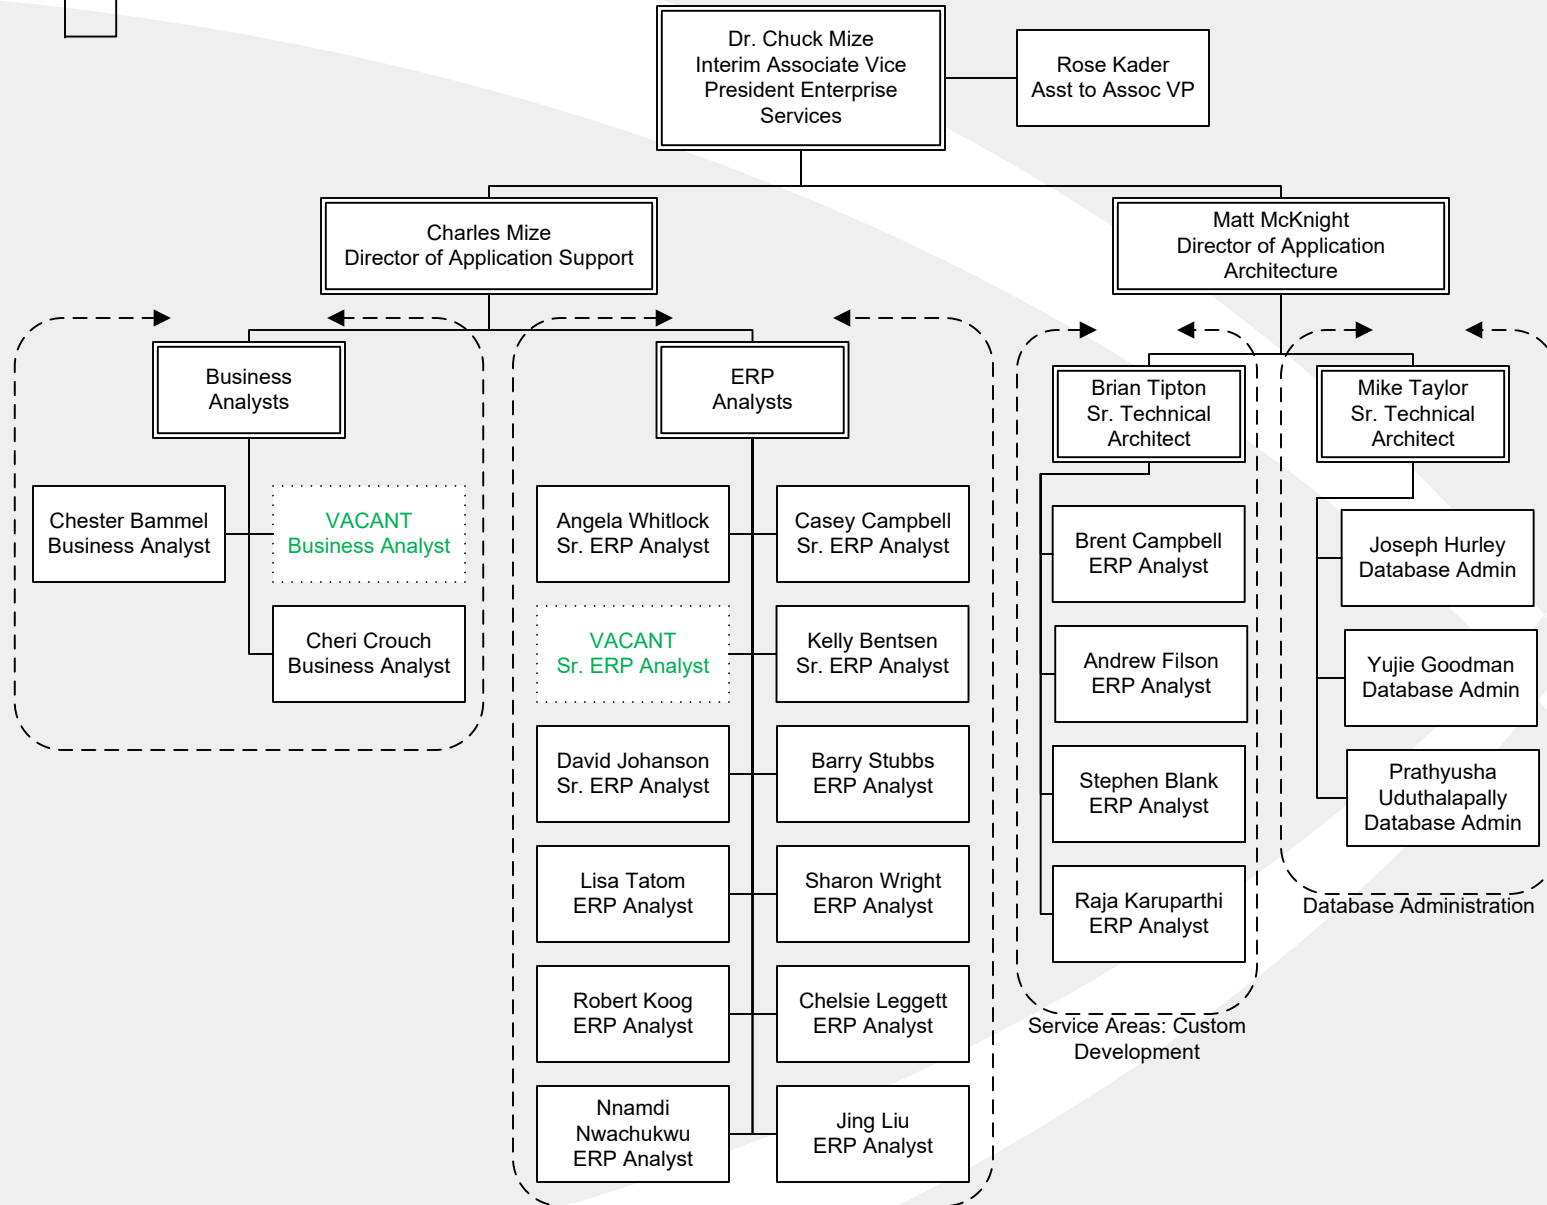 Dr. Chuck Mize
Interim Associate Vice
President Enterprise
Services
Rose Kader
Asst to Assoc VP
Charles Mize
Director of Application Support
Matt McKnight
Director of Application
Architecture
Business
Analysts
ERP
Analysts
Brian Tipton
Sr. Technical
Architect
Mike Taylor
Sr. Technical
Architect
Chester Bammel
Business Analyst
VACANT
Business Analyst
Cheri Crouch
Business Analyst
Angela Whitlock
Sr. ERP Analyst
Casey Campbell
Sr. ERP Analyst
VACANT
Sr. ERP Analyst
Kelly Bentsen
Sr. ERP Analyst
David Johanson
Sr. ERP Analyst
Barry Stubbs
ERP Analyst
Lisa Tatom
ERP Analyst
Sharon Wright
ERP Analyst
Robert Koog
ERP Analyst
Chelsie Leggett
ERP Analyst
Nnamdi
Nwachukwu
ERP Analyst
Jing Liu
ERP Analyst
Brent Campbell
ERP Analyst
Andrew Filson
ERP Analyst
Stephen Blank
ERP Analyst
Raja Karuparthi
ERP Analyst
Service Areas: Custom
Development
Joseph Hurley
Database Admin
Yujie Goodman
Database Admin
Prathyusha
Uduthalapally
Database Admin
Database Administration